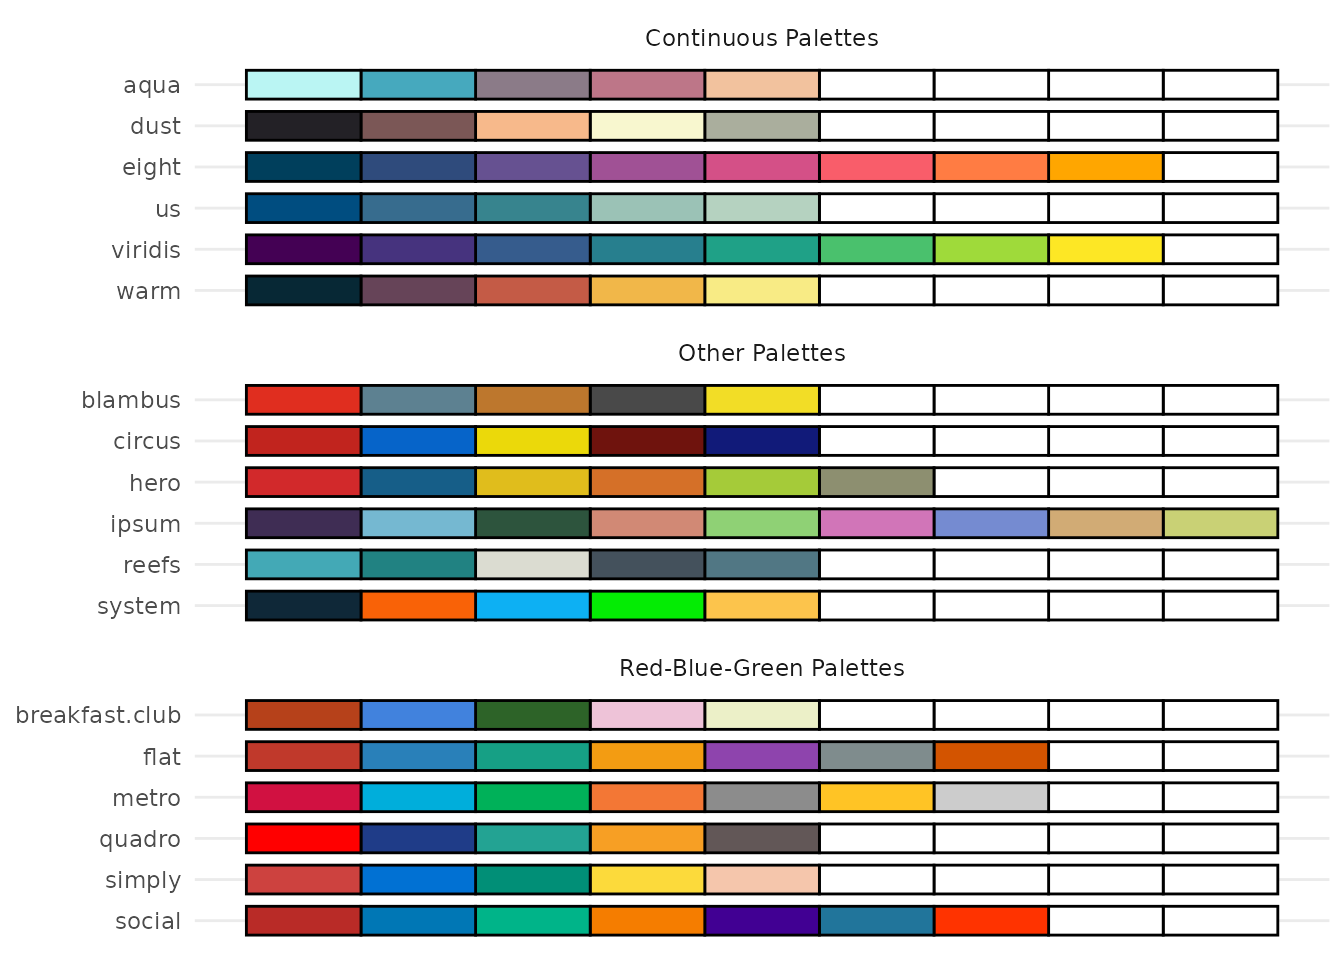 Continuous Palettes
aqua
dust
eight
us
viridis
warm
Other Palettes
blambus
circus
hero
ipsum
reefs
system
Red-Blue-Green Palettes
breakfast.club
flat
metro
quadro
simply
social